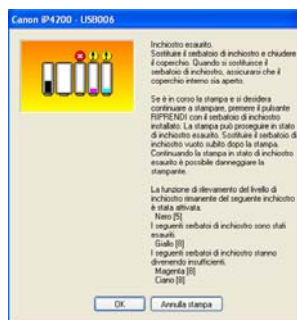 Canon iP4200 - USB006
Inchiostro esaurito.
Sostituire il serbatoio di inchiostro e chiudere
il coperchio. Quando si sostituisce il
serbatoio di inchiostro, assicurarsi che il
coperchio interno sia aperto.
Se è in corso la stampa e si desidera
continuare a stampare, premere il pulsante
RIPRENDI con il serbatoio di inchiostro
installato. La stampa può proseguire in stato
di inchiostro esaurito. Sostituire il serbatoio di
inchiostro vuoto subito dopo la stampa.
Continuando la stampa in stato di inchiostro
esaurito è possibile danneggiare la
stampante.
La funzione di rilevamento del livello di
inchiostro rimanente del seguente inchiostro
è stata attivata.
Nero [5]
I seguenti serbatoi di inchiostro sono stati
esauriti.
Giallo [8]
I seguenti serbatoi di inchiostro stanno
divenendo insufficienti.
Magenta [8]
Ciano [8]
OK
Annulla stampa